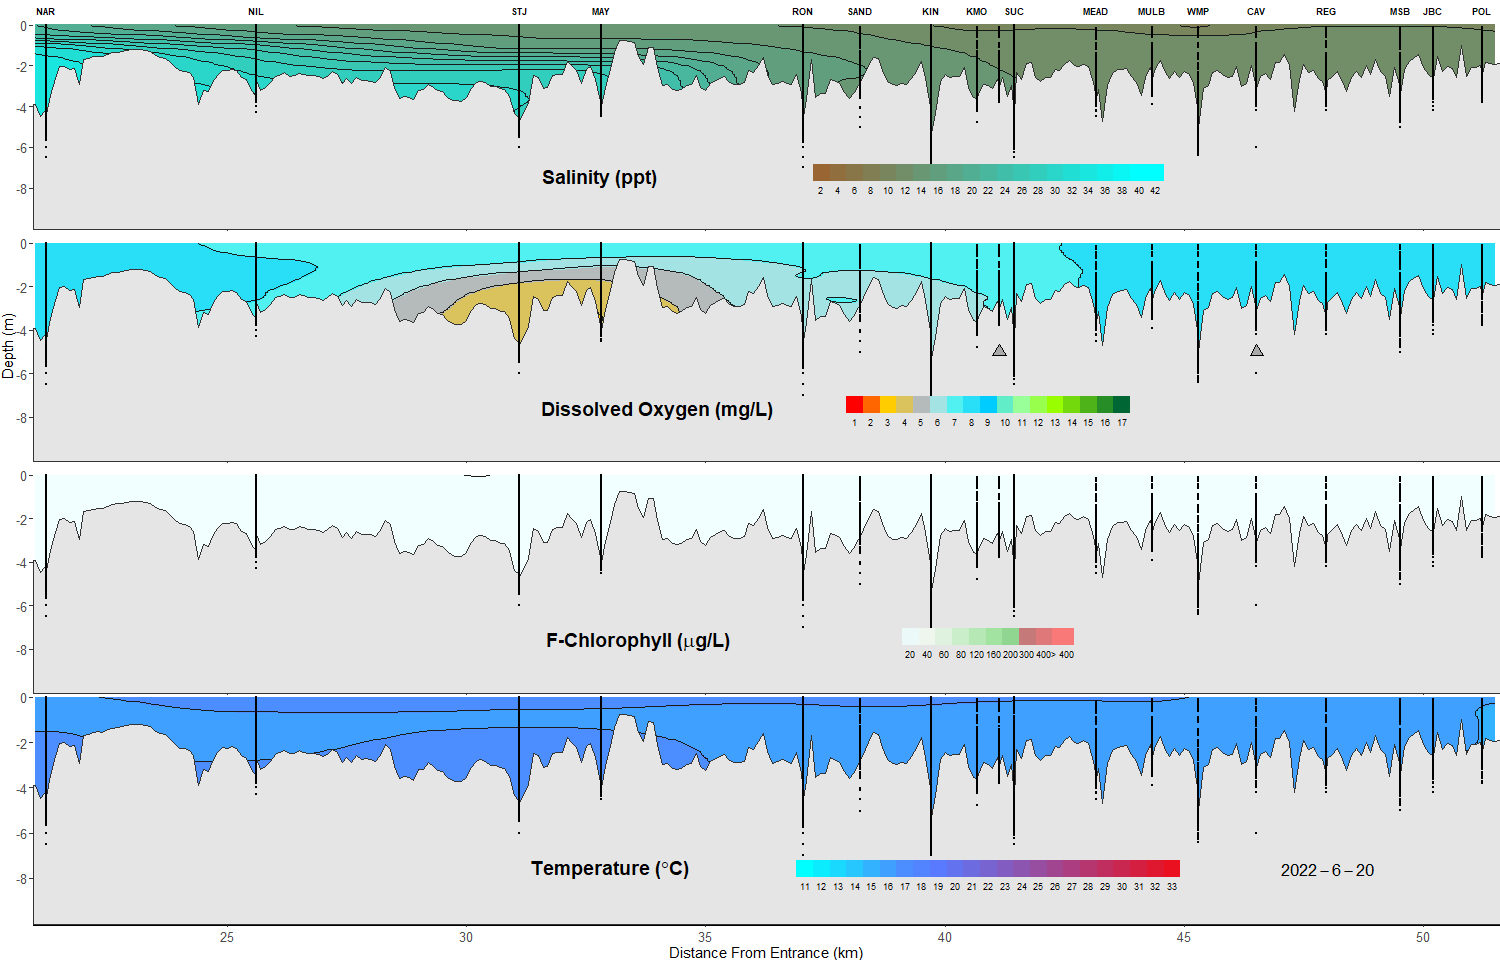 NAR NIL STJ MAY RON SAND KIN KMO SUC MEAD MULB WMP CAV REG MSB JBC POL
0
-2
-4
-6
-8
Salinity (ppt)
2 4 6 8 10 12 14 16 18 20 22 24 26 28 30 32 34 36 38 40 42
0
-2
-4
-6
-8
Depth (m)
Dissolved Oxygen (mg/L)
1 2 3 4 5 6 7 8 9 10 11 12 13 14 15 16 17
0
-2
-4
-6
-8
F-Chlorophyll (μg/L)
20 40 60 80 120 160 200 300 400> 400
0
-2
-4
-6
-8
Temperature (°C)
11 12 13 14 15 16 17 18 19 20 21 22 23 24 25 26 27 28 29 30 31 32 33
2022–6–20
25 30 35 40 45 50
Distance From Entrance (km)